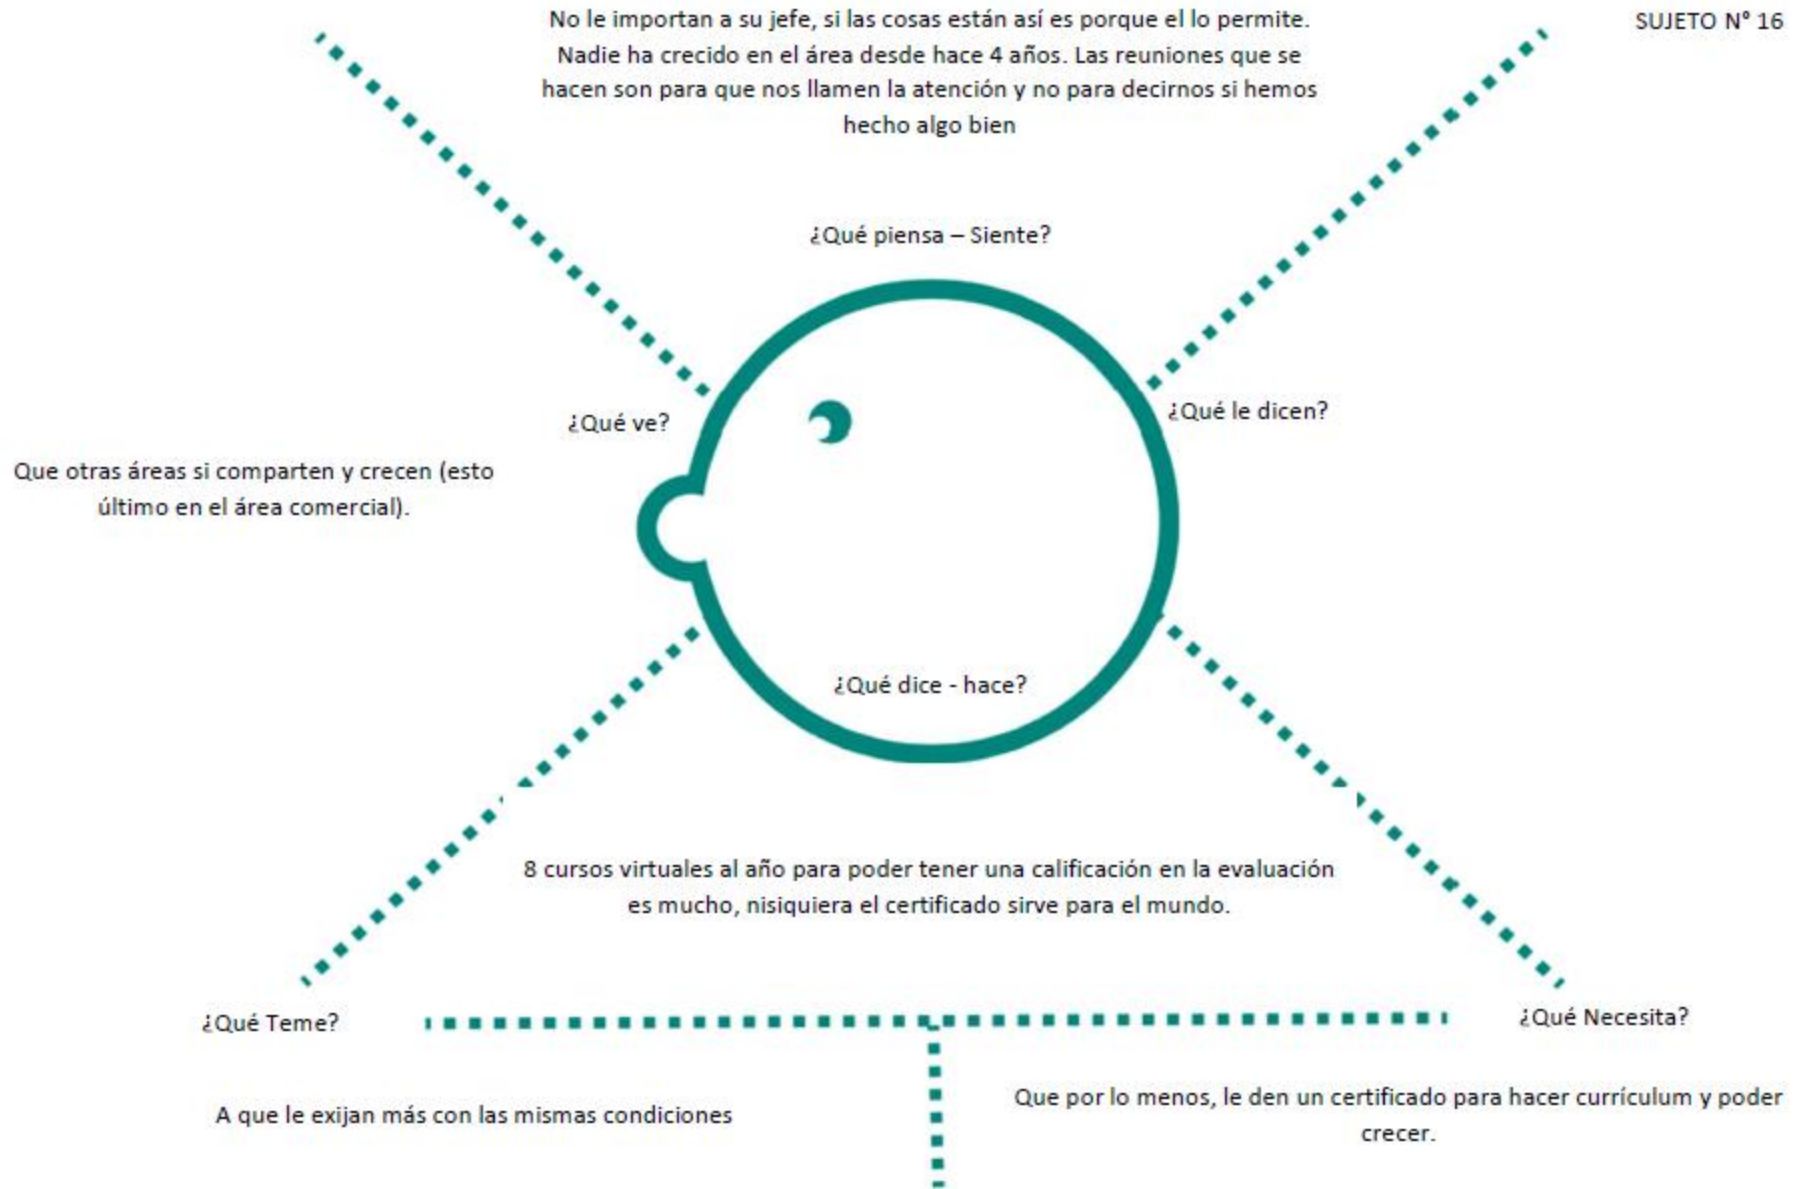 No le importan a su jefe, si las cosas están así es porque el lo permite.
SUJETO N° 16
Nadie ha crecido en el área desde hace 4 años. Las reuniones que se
hacen son para que nos llamen la atención y no para decirnos si hemos
hecho algo bien
¿Qué piensa – Siente?
¿Qué ve?
¿Qué le dicen?
Que otras áreas si comparten y crecen (esto
último en el área comercial).
¿Qué dice - hace?
8 cursos virtuales al año para poder tener una calificación en la evaluación
es mucho, nisiquiera el certificado sirve para el mundo.
¿Qué Teme?
¿Qué Necesita?
A que le exijan más con las mismas condiciones
Que por lo menos, le den un certificado para hacer currículum y poder
crecer.